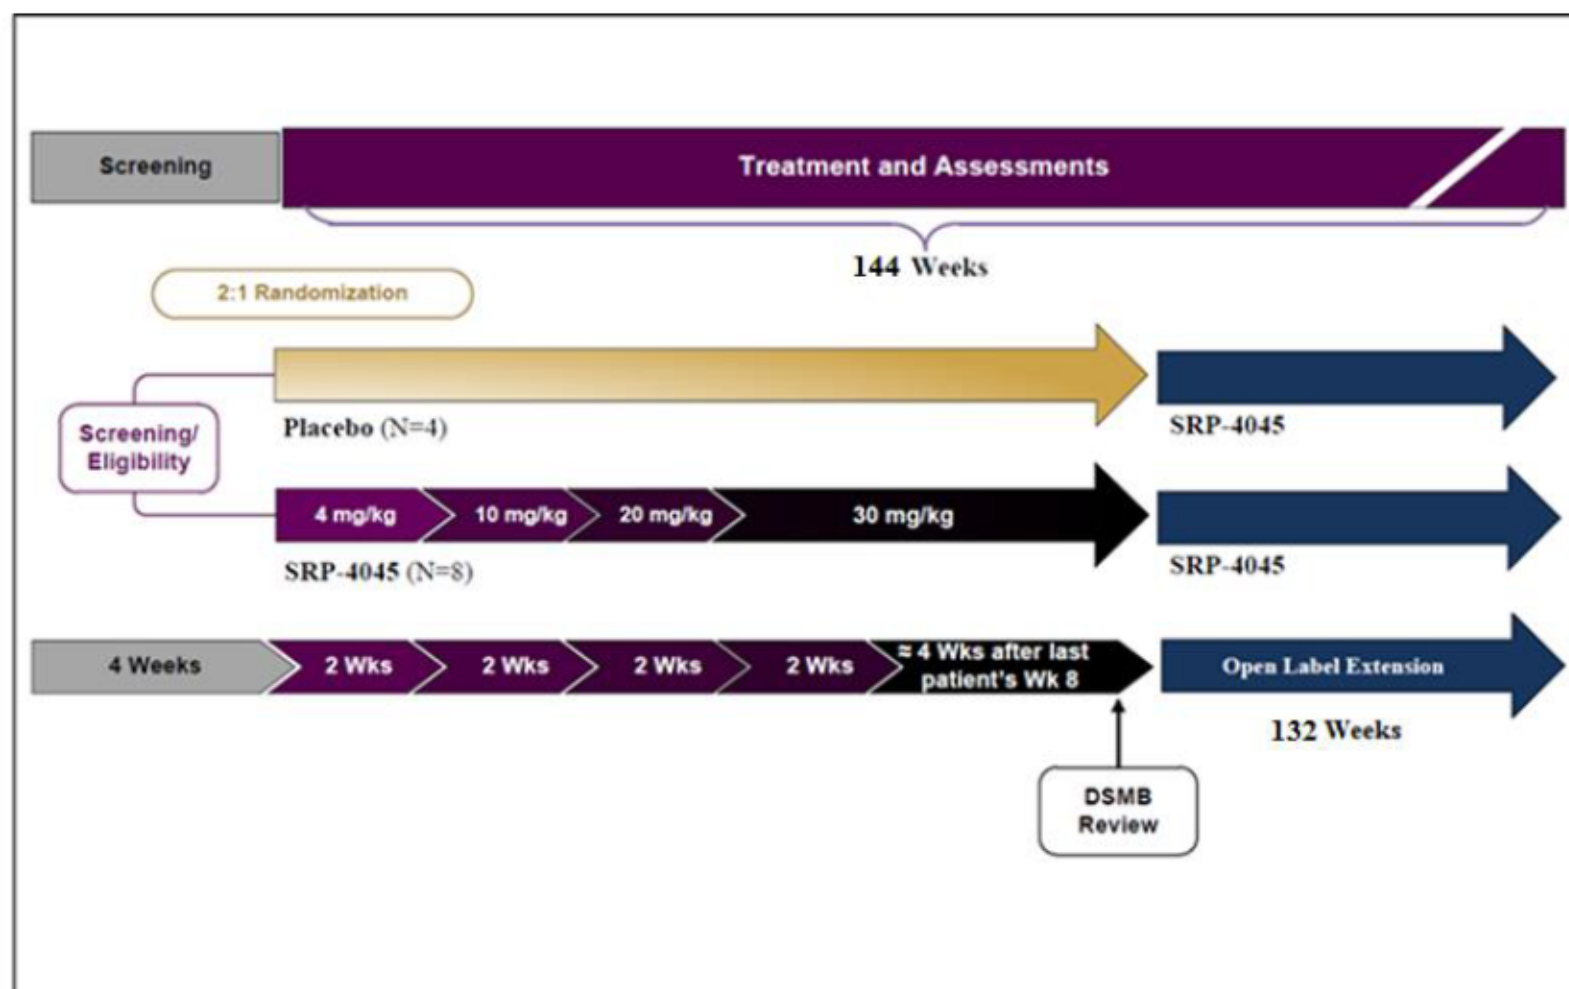 Screening
Treatment and Assessments
144 Weeks
2:1 Randomization
Screening/
Eligibility
Placebo (N=4)
SRP-4045
4 mg/kg
10 mg/kg
20 mg/kg
30 mg/kg
SRP-4045 (N=8)
SRP-4045
4 Weeks
2 Wks
2 Wks
2 Wks
2 Wks
≈ 4 Wks after last
patient's Wk 8
Open Label Extension
132 Weeks
DSMB
Review